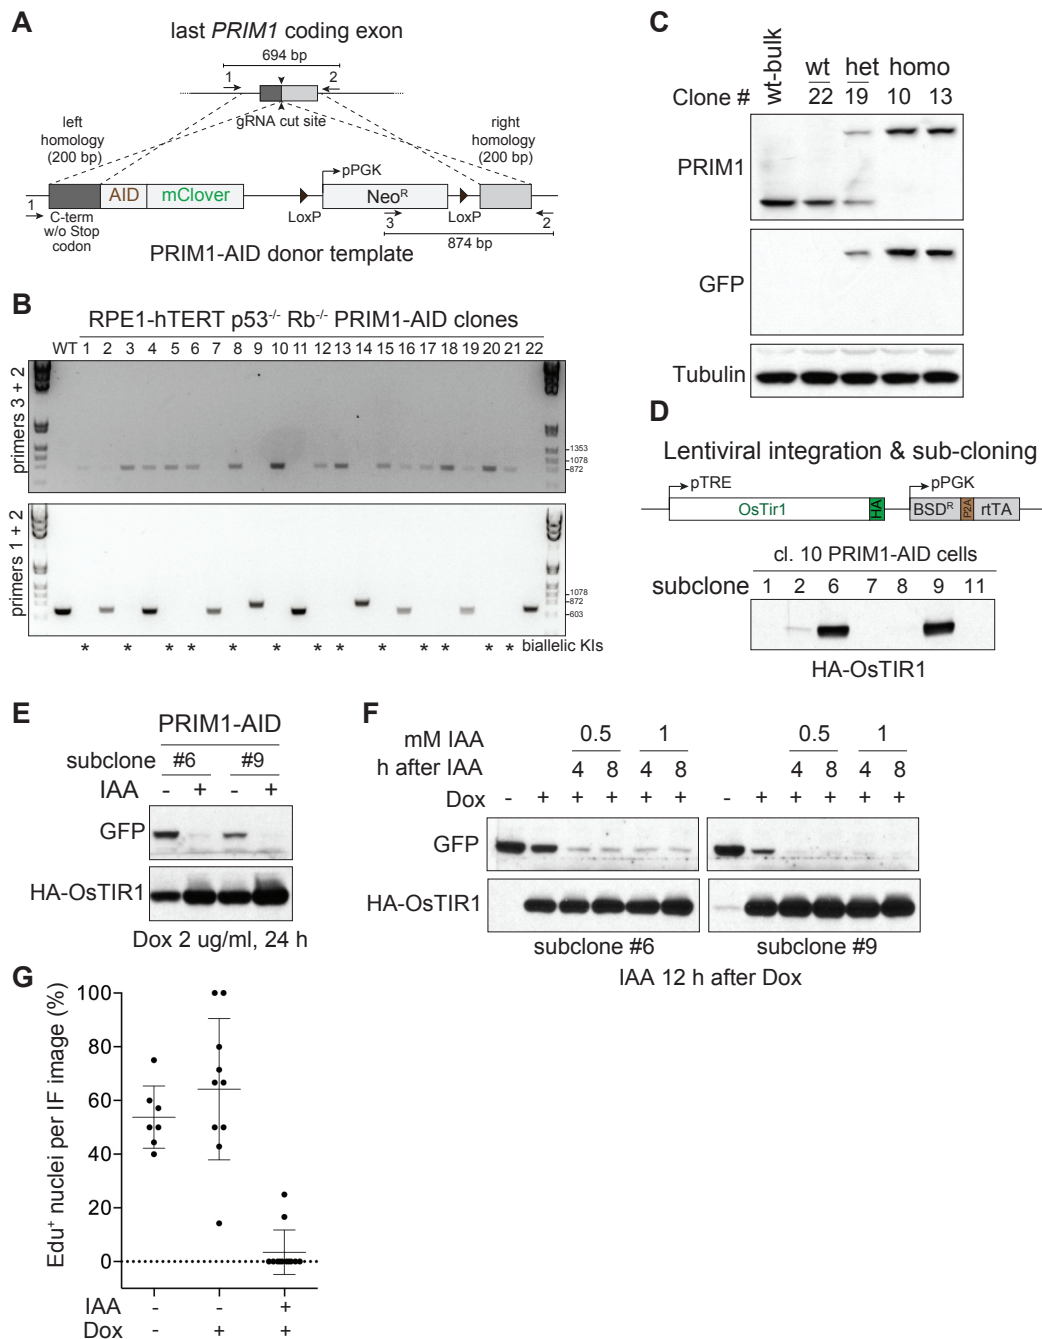 A
last PRIM1 coding exon
694 bp
1
2
gRNA cut site
left
homology
(200 bp)
right
homology
(200 bp)
pPGK
AID
mClover
NeoR
1
LoxP
LoxP
C-term
w/o Stop
codon
3
2
874 bp
PRIM1-AID donor template
B
RPE1-hTERT p53-/- Rb-/- PRIM1-AID clones
WT 1 2 3 4 5 6 7 8 9 10 11 12 13 14 15 16 17 18 19 20 21 22
primers 3 + 2
1353
1078
872
primers 1 + 2
1078
872
603
* * * * * * * * * * * * * biallelic KIs
C
wt-bulk
wt het homo
Clone # 22 19 10 13
PRIM1
GFP
Tubulin
D
Lentiviral integration & sub-cloning
pTRE
pPGK
OsTir1
HA
BSDR
P2A
rtTA
cl. 10 PRIM1-AID cells
subclone 1 2 6 7 8 9 11
HA-OsTIR1
E
PRIM1-AID
subclone #6 #9
IAA - + - +
GFP
HA-OsTIR1
Dox 2 ug/ml, 24 h
F
mM IAA 0.5 1 0.5 1
h after IAA 4 8 4 8 4 8 4 8
Dox - + + + + + - + + + + +
GFP
HA-OsTIR1
subclone #6 subclone #9
IAA 12 h after Dox
G
Edu+ nuclei per IF image (%)
100
80
60
40
20
0
IAA - - +
Dox - + +